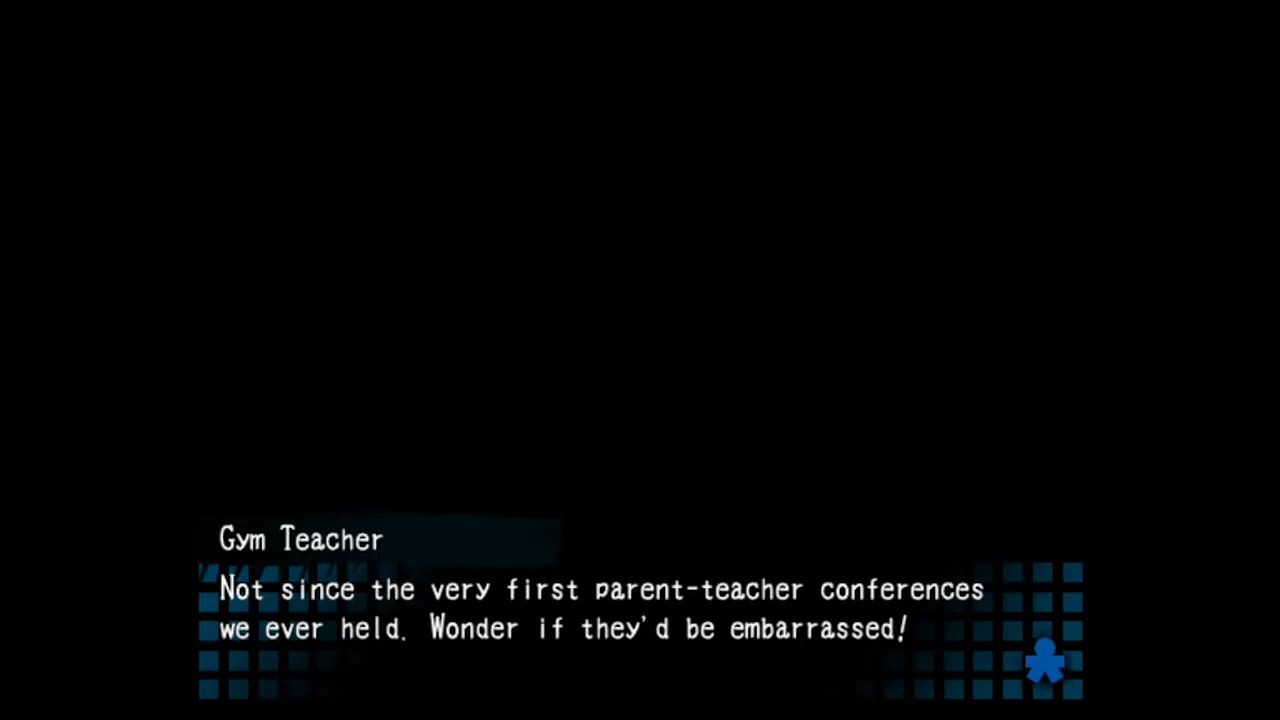 Gym Teacher
Not since the very first parent-teacher conferences
we ever held. Wonder if they'd be embarrassed!